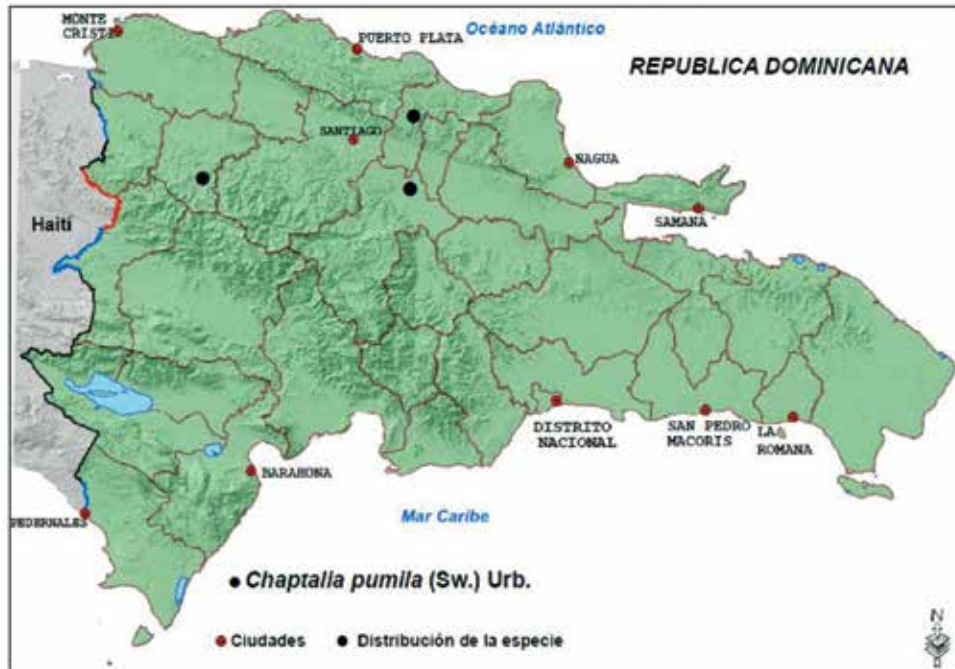 MONTE
CRISTI
PUERTO PLATA
Océano Atlántico
REPUBLICA DOMINICANA
SANTIAGO
NAGUA
SAMANA
Haití
DISTRITO
NACIONAL
SAN PEDRO
MACORIS
LA
ROMANA
BARAHONA
PEDERNALES
Mar Caribe
Chaptalia pumila (Sw.) Urb.
Ciudades
Distribución de la especie
N